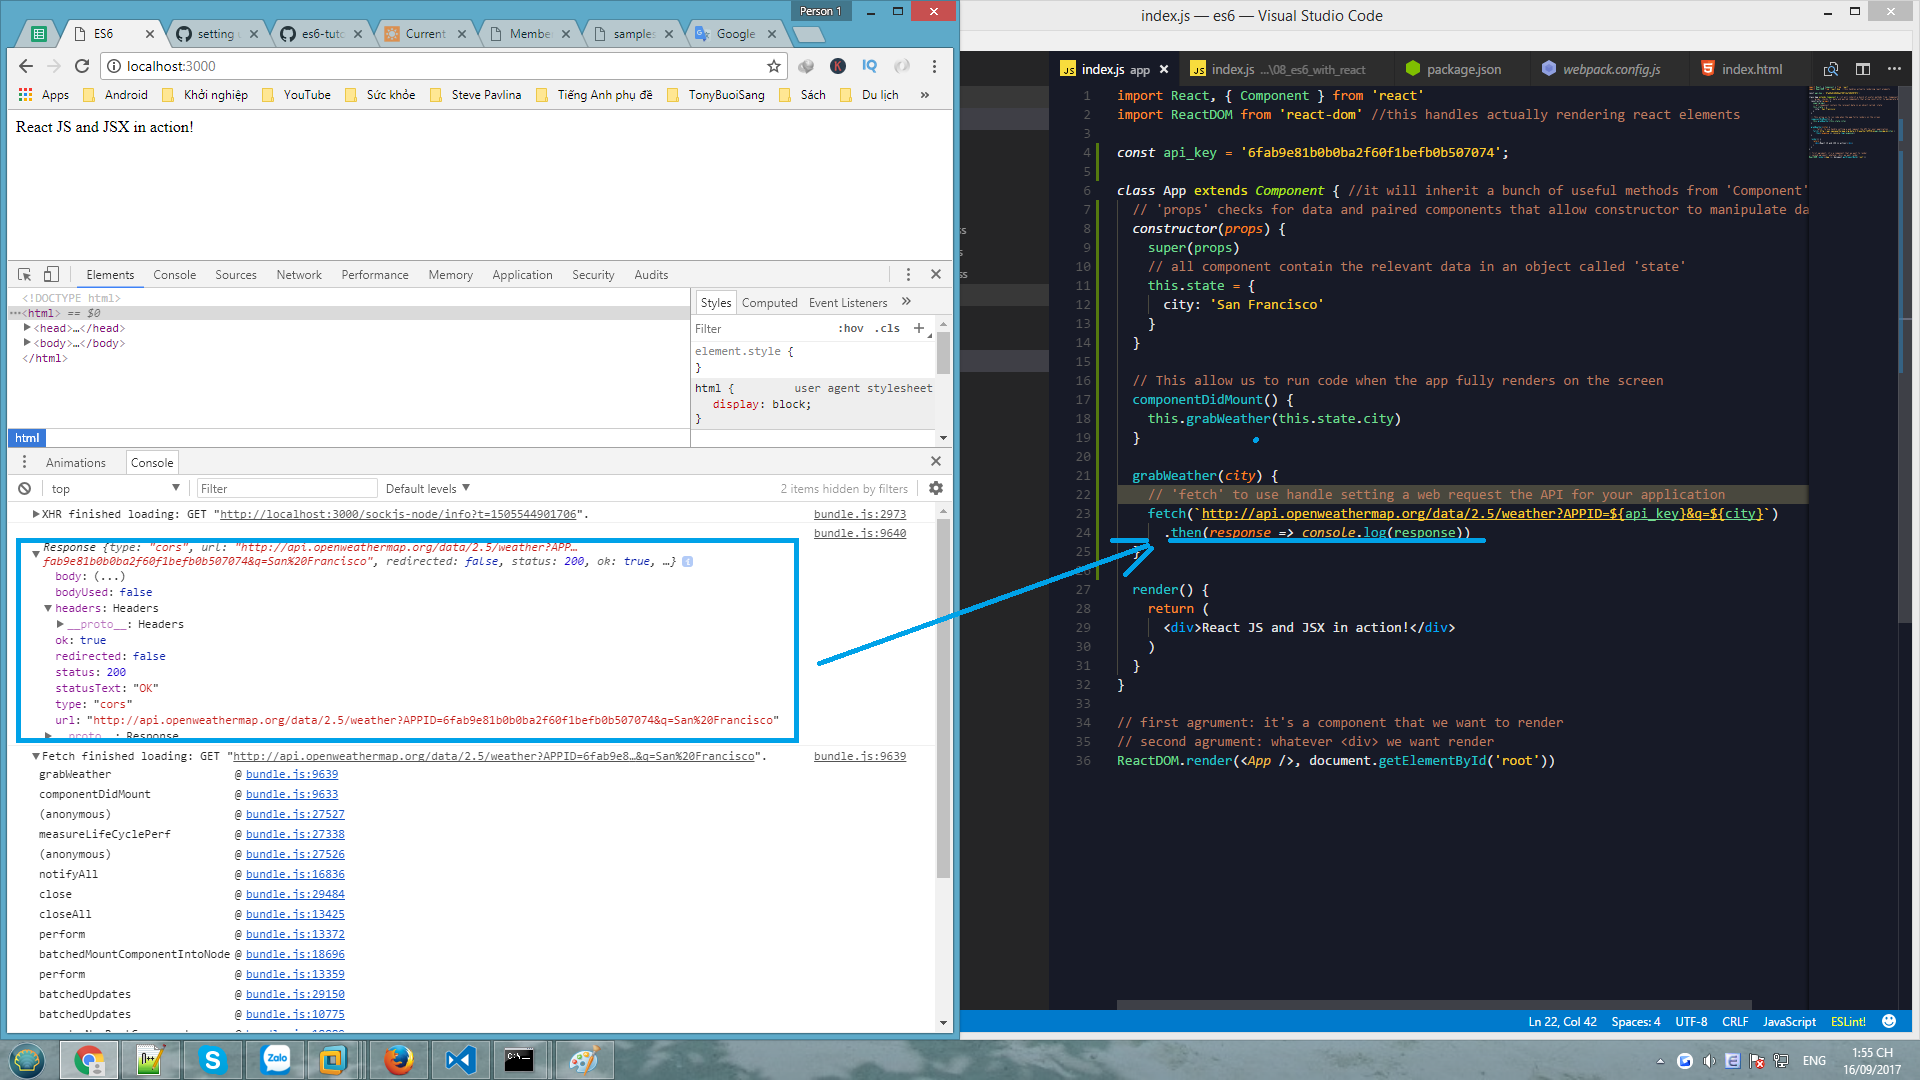 Person 1
ES6
setting
es6-tuto
Current
Member
samples
Google
localhost:3000
Apps
Android
Khởi nghiệp
YouTube
Sức khỏe
Steve Pavlina
Tiếng Anh phụ đề
TonyBuoiSang
Sách
Du lịch
»
React JS and JSX in action!
Elements Console Sources Network Performance Memory Application Security Audits
<!DOCTYPE html>
•••<html> == $0
<head>…</head>
<body>…</body>
</html>
html
Styles Computed Event Listeners »
Filter :hov .cls +
element.style {
}
html { user agent stylesheet
display: block;
}
Animations Console
top Filter Default levels ▼ 2 items hidden by filters
XHR finished loading: GET "http://localhost:3000/sockjs-node/info?t=1505544901706". bundle.js:2973
bundle.js:9640
Response {type: "cors", url: "http://api.openweathermap.org/data/2.5/weather?APP…
fab9e81b0b0ba2f60f1befb0b507074&q=San%20Francisco", redirected: false, status: 200, ok: true, …}
body: (...)
bodyUsed: false
headers: Headers
__proto__: Headers
ok: true
redirected: false
status: 200
statusText: "OK"
type: "cors"
url: "http://api.openweathermap.org/data/2.5/weather?APPID=6fab9e81b0b0ba2f60f1befb0b507074&q=San%20Francisco"
__proto__: Response
Fetch finished loading: GET "http://api.openweathermap.org/data/2.5/weather?APPID=6fab9e8…&q=San%20Francisco". bundle.js:9639
grabWeather @ bundle.js:9639
componentDidMount @ bundle.js:9633
(anonymous) @ bundle.js:27527
measureLifeCyclePerf @ bundle.js:27338
(anonymous) @ bundle.js:27526
notifyAll @ bundle.js:16836
close @ bundle.js:29484
closeAll @ bundle.js:13425
perform @ bundle.js:13372
batchedMountComponentIntoNode @ bundle.js:18696
perform @ bundle.js:13359
batchedUpdates @ bundle.js:29150
batchedUpdates @ bundle.js:10775
index.js — es6 — Visual Studio Code
JS index.js app
JS index.js ...\08_es6_with_react
package.json
webpack.config.js
index.html
1 import React, { Component } from 'react'
2 import ReactDOM from 'react-dom' //this handles actually rendering react elements
3
4 const api_key = '6fab9e81b0b0ba2f60f1befb0b507074';
5
6 class App extends Component { //it will inherit a bunch of useful methods from 'Component'
7 // 'props' checks for data and paired components that allow constructor to manipulate da
8 constructor(props) {
9 super(props)
10 // all component contain the relevant data in an object called 'state'
11 this.state = {
12 city: 'San Francisco'
13 }
14 }
15
16 // This allow us to run code when the app fully renders on the screen
17 componentDidMount() {
18 this.grabWeather(this.state.city)
19 }
20
21 grabWeather(city) {
22 // 'fetch' to use handle setting a web request the API for your application
23 fetch(`http://api.openweathermap.org/data/2.5/weather?APPID=${api_key}&q=${city}`)
24 .then(response => console.log(response))
25 }
26
27 render() {
28 return (
29 <div>React JS and JSX in action!</div>
30 )
31 }
32 }
33
34 // first agrument: it's a component that we want to render
35 // second agrument: whatever <div> we want render
36 ReactDOM.render(<App />, document.getElementById('root'))
Ln 22, Col 42 Spaces: 4 UTF-8 CRLF JavaScript ESLint!
Zalo
ENG
1:55 CH
16/09/2017